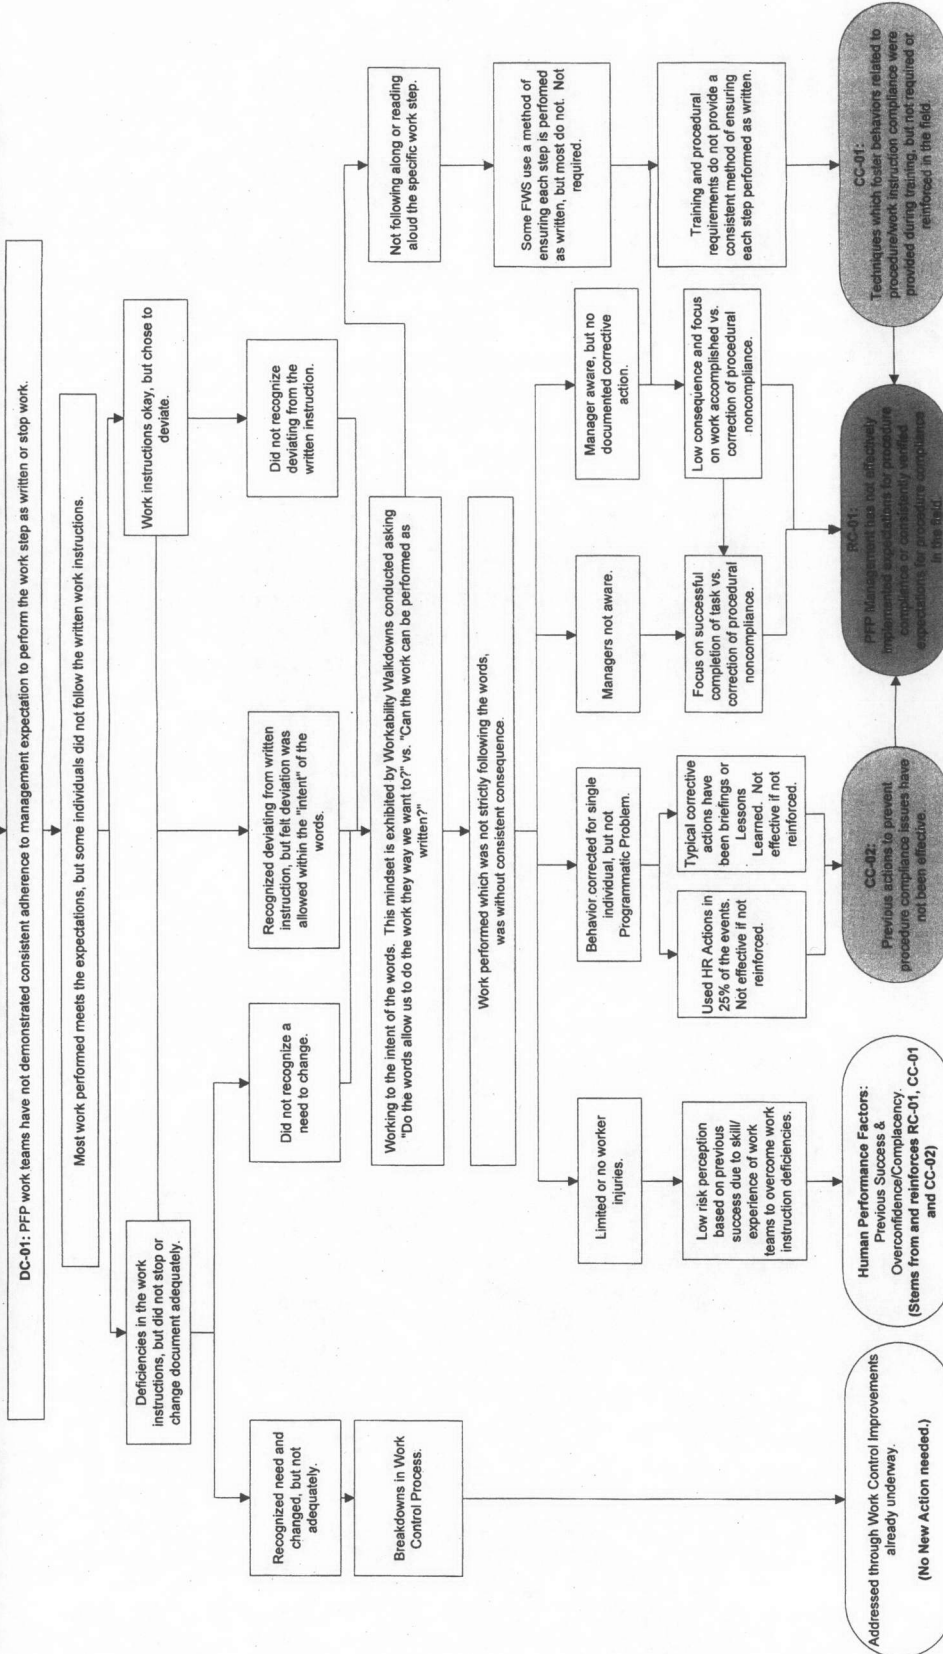 DC-01: PFP work teams have not demonstrated consistent adherence to management expectation to perform the work step as written or stop work.
Most work performed meets the expectations, but some individuals did not follow the written work instructions.
Deficiencies in the work
instructions, but did not stop or
change document adequately.
Work instructions okay, but chose to
deviate.
Recognized need and
changed, but not
adequately.
Did not recognize a
need to change.
Recognized deviating from written
instruction, but felt deviation was
allowed within the "intent" of the
words.
Did not recognize
deviating from the
written instruction.
Not following along or reading
aloud the specific work step.
Breakdowns in Work
Control Process.
Working to the intent of the words. This mindset is exhibited by Workability Walkdowns conducted asking
"Do the words allow us to do the work they way we want to?" vs. "Can the work can be performed as
written?"
Some FWS use a method of
ensuring each step is perfomed
as written, but most do not. Not
required.
Work performed which was not strictly following the words,
was without consistent consequence.
Limited or no worker
injuries.
Behavior corrected for single
individual, but not
Programmatic Problem.
Managers not aware.
Manager aware, but no
documented corrective
action.
Training and procedural
requirements do not provide a
consistent method of ensuring
each step performed as written.
Low risk perception
based on previous
success due to skill/
experience of work
teams to overcome work
instruction deficiencies.
Used HR Actions in
25% of the events.
Not effective if not
reinforced.
Typical corrective
actions have
been briefings or
Lessons
Learned. Not
effective if not
reinforced.
Focus on successful
completion of task vs.
correction of procedural
noncompliance.
Low consequence and focus
on work accomplished vs.
correction of procedural
noncompliance.
Addressed through Work Control Improvements
already underway.
(No New Action needed.)
Human Performance Factors:
Previous Success &
Overconfidence/Complacency.
(Stems from and reinforces RC-01, CC-01
and CC-02)
CC-02:
Previous actions to prevent
procedure compliance issues have
not been effective.
RC-01:
PFP Management has not effectively
implemented expectations for procedure
compliance or consistently verified
expectations for procedure compliance
in the field.
CC-01:
Techniques which foster behaviors related to
procedure/work instruction compliance were
provided during training, but not required or
reinforced in the field.